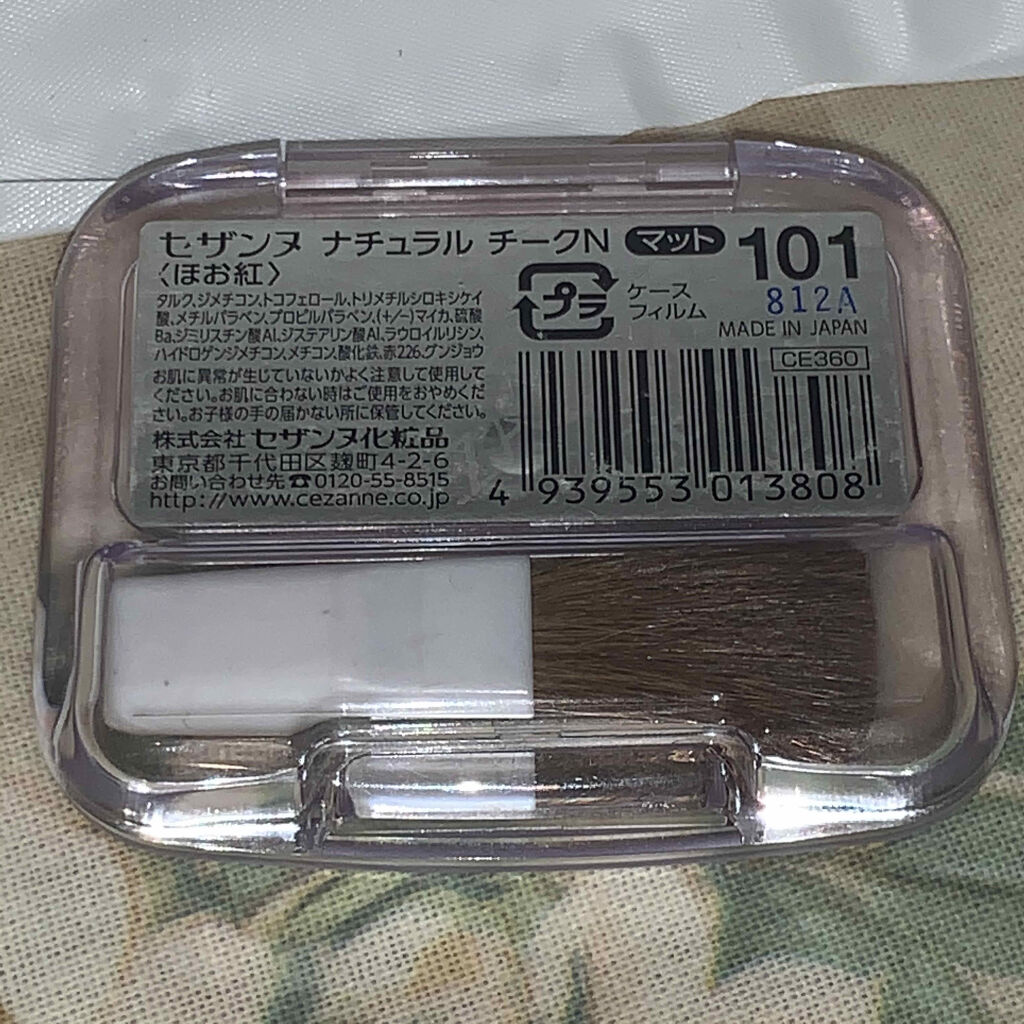 セザンヌ ナチュラル チークN マット 101
〈ほお紅〉
タルク,ジメチコン,トコフェロール,トリメチルシロキシケイ
酸,メチルパラベン,プロピルパラベン,(+/−)マイカ,硫酸
Ba,ジミリスチン酸Al,ジステアリン酸Al,ラウロイルリシン,
ハイドロゲンジメチコン,メチコン,酸化鉄,赤226,グンジョウ
お肌に異常が生じていないかよく注意して使用して
ください。お肌に合わない時はご使用をおやめくだ
さい。お子様の手の届かない所に保管してください。
株式会社 セザンヌ化粧品
東京都千代田区麹町4-2-6
お問い合わせ先☎0120-55-8515
http://www.cezanne.co.jp
プラ
ケース
フィルム
812A
MADE IN JAPAN
CE360
4 939553 013808